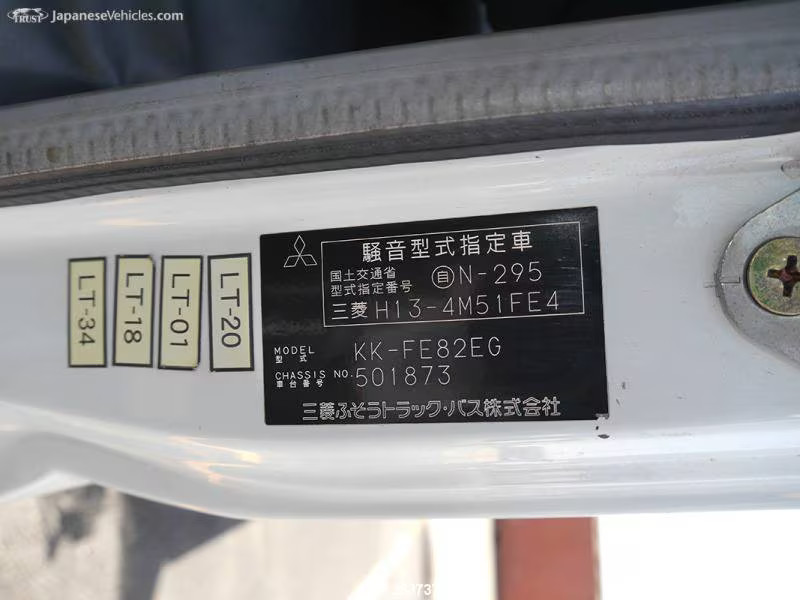 TRUST JapaneseVehicles.com
LT-34
LT-18
LT-01
LT-20
騒音型式指定車
国土交通省
型式指定番号
自N-295
三菱 H13-4M51FE4
MODEL
型式
KK-FE82EG
CHASSIS NO.
車台番号
501873
三菱ふそうトラック・バス株式会社